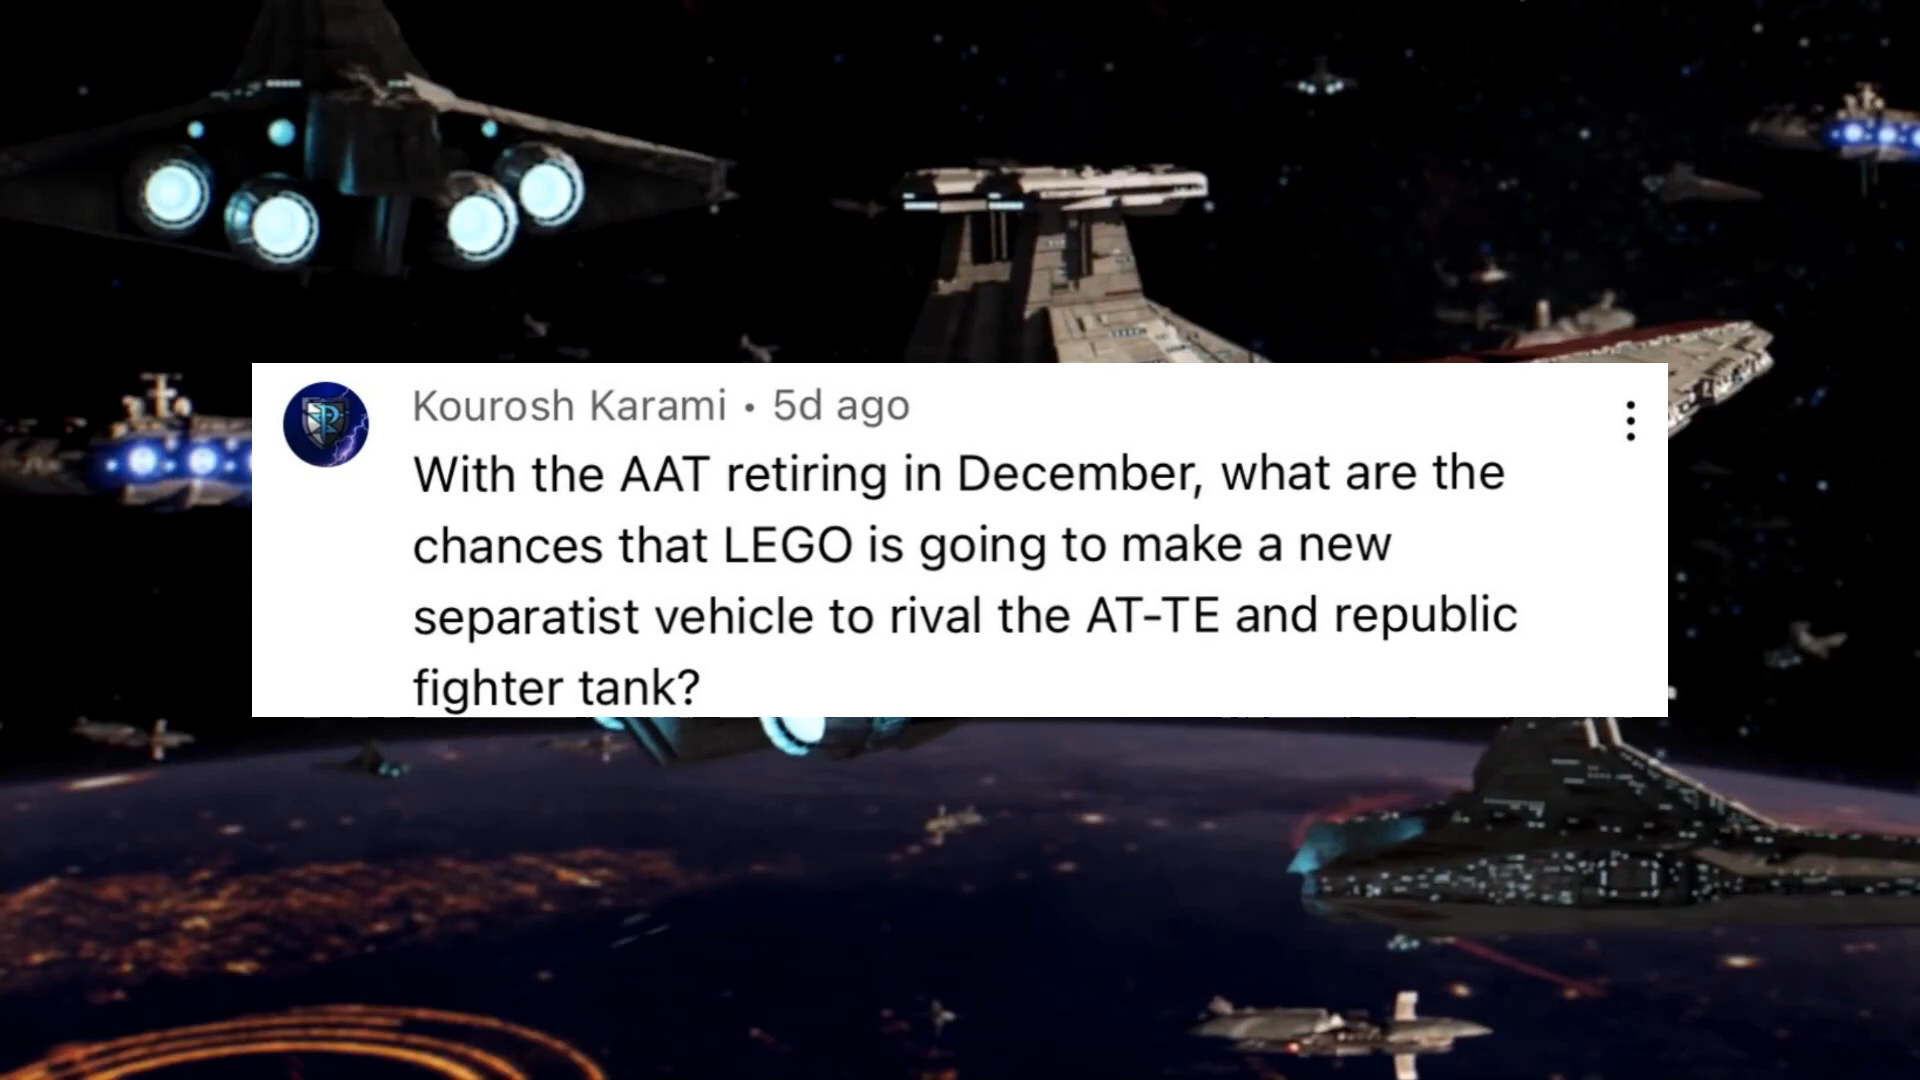 Kourosh Karami • 5d ago
With the AAT retiring in December, what are the
chances that LEGO is going to make a new
separatist vehicle to rival the AT-TE and republic
fighter tank?